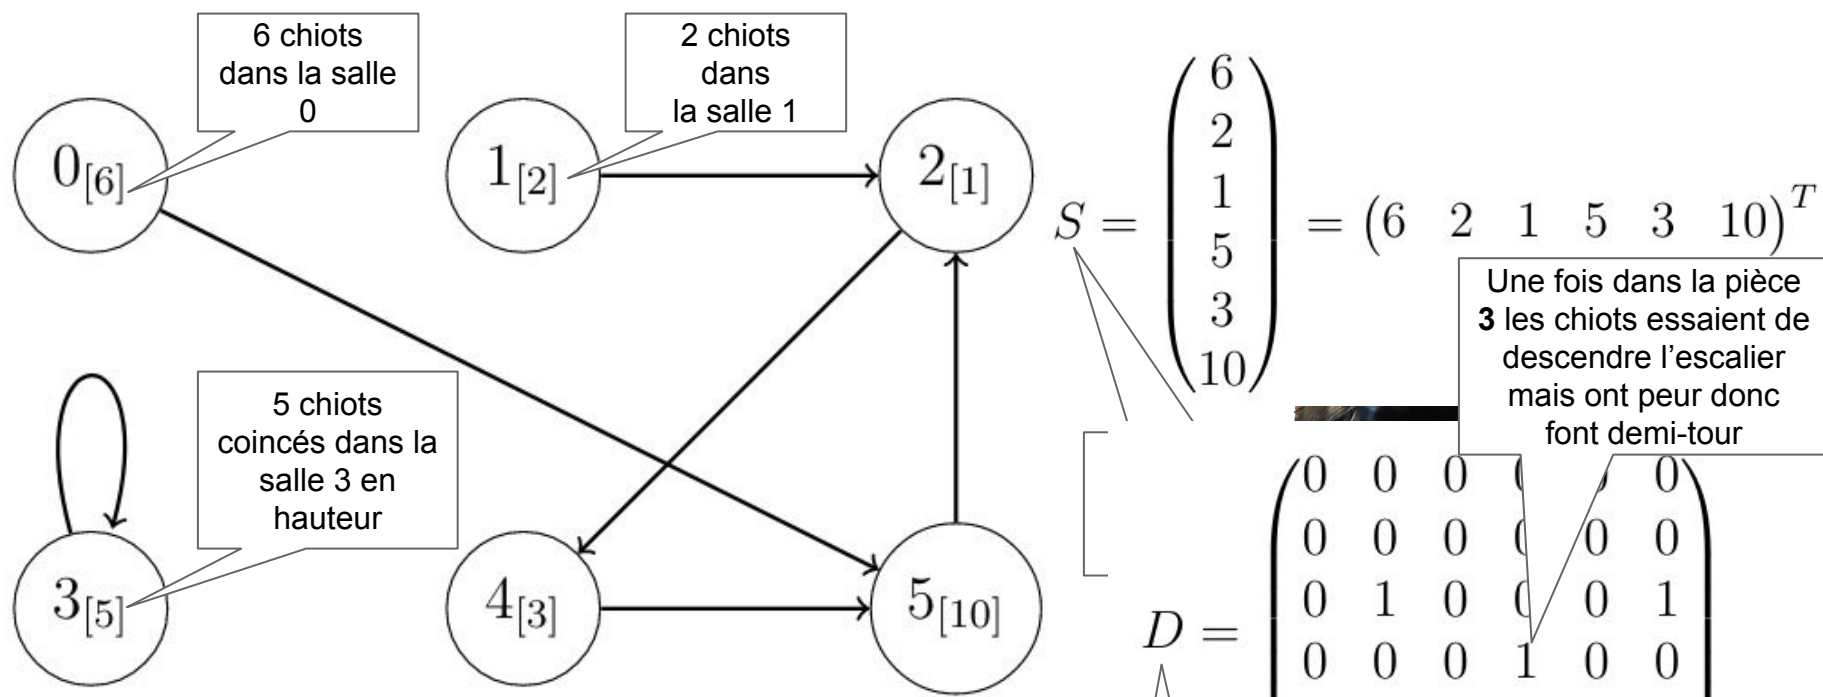 6 chiots
dans la salle
0
2 chiots
dans
la salle 1
0[6]
1[2]
2[1]
S = (6 2 1 5 3 10) = (6 2 1 5 3 10)^T
Une fois dans la pièce
3 les chiots essaient de
descendre l'escalier
mais ont peur donc
font demi-tour
5 chiots
coincés dans la
salle 3 en
hauteur
3[5]
4[3]
5[10]
D =
0 0 0 0
0 0 0 0 0
0 1 0 0 1
0 0 0 1 0 0